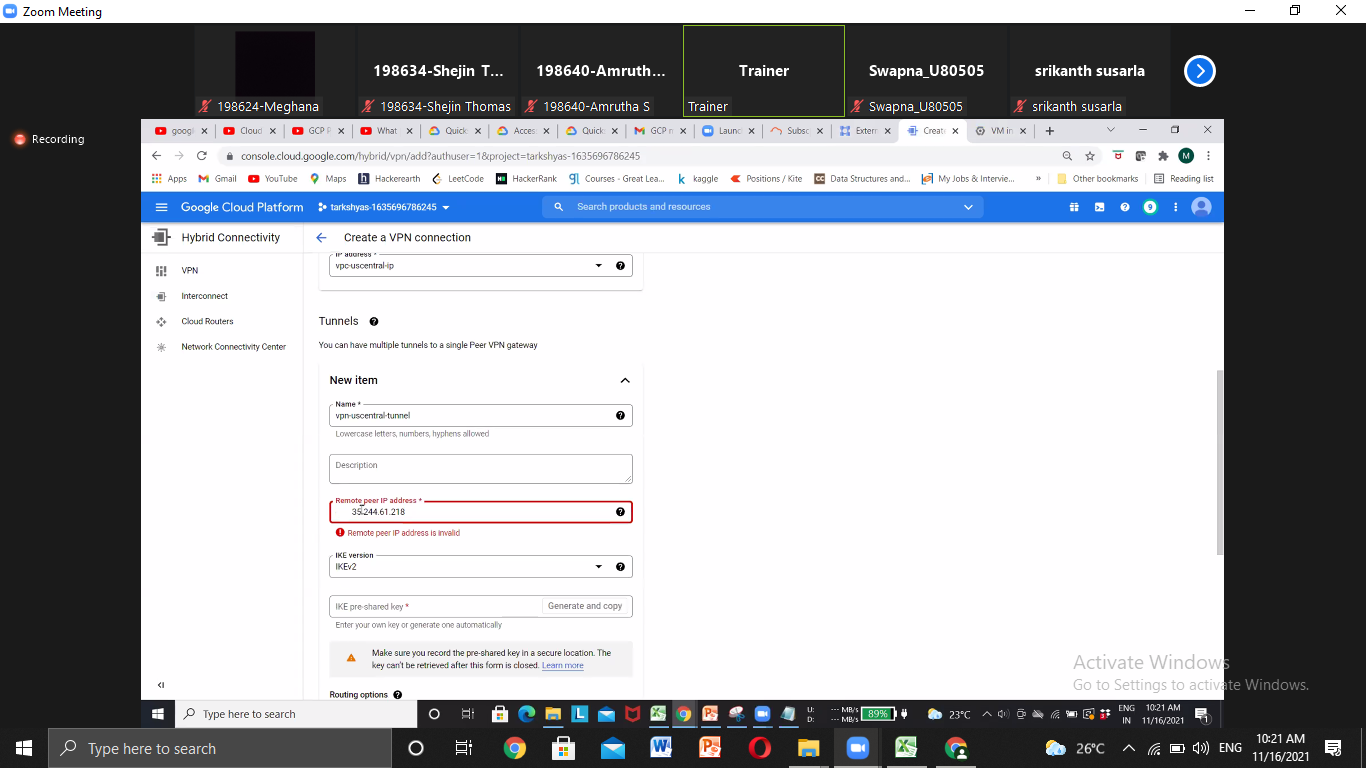 Zoom Meeting
198634-Shejin T...
198640-Amruth...
Trainer
Swapna_U80505
srikanth susarla
198624-Meghana
198634-Shejin Thomas
198640-Amrutha S
Trainer
Swapna_U80505
srikanth susarla
Recording
googl
Cloud
GCP F
What
Quick
Acces
Quick
GCP n
Launc
Subsc
Extern
Create
VM in
console.cloud.google.com/hybrid/vpn/add?authuser=1&project=tarkshyas-1635696786245
Apps
Gmail
YouTube
Maps
Hackerearth
LeetCode
HackerRank
Courses - Great Lea...
kaggle
Positions / Kite
Data Structures and...
My Jobs & Intervie...
»
Other bookmarks
Reading list
Google Cloud Platform
tarkshyas-1635696786245
Search products and resources
9
Hybrid Connectivity
Create a VPN connection
VPN
Interconnect
Cloud Routers
Network Connectivity Center
IP address *
vpc-uscentral-ip
Tunnels
You can have multiple tunnels to a single Peer VPN gateway
New item
Name *
vpn-uscentral-tunnel
Lowercase letters, numbers, hyphens allowed
Description
Remote peer IP address *
35.244.61.218
Remote peer IP address is invalid
IKE version
IKEv2
IKE pre-shared key *
Generate and copy
Enter your own key or generate one automatically
Make sure you record the pre-shared key in a secure location. The
key can't be retrieved after this form is closed. Learn more
Routing options
Activate Windows
Go to Settings to activate Windows.
Type here to search
U: --- MB/s
D: --- MB/s
89%
23°C
ENG
IN
10:21 AM
11/16/2021
1
Type here to search
26°C
ENG
10:21 AM
11/16/2021